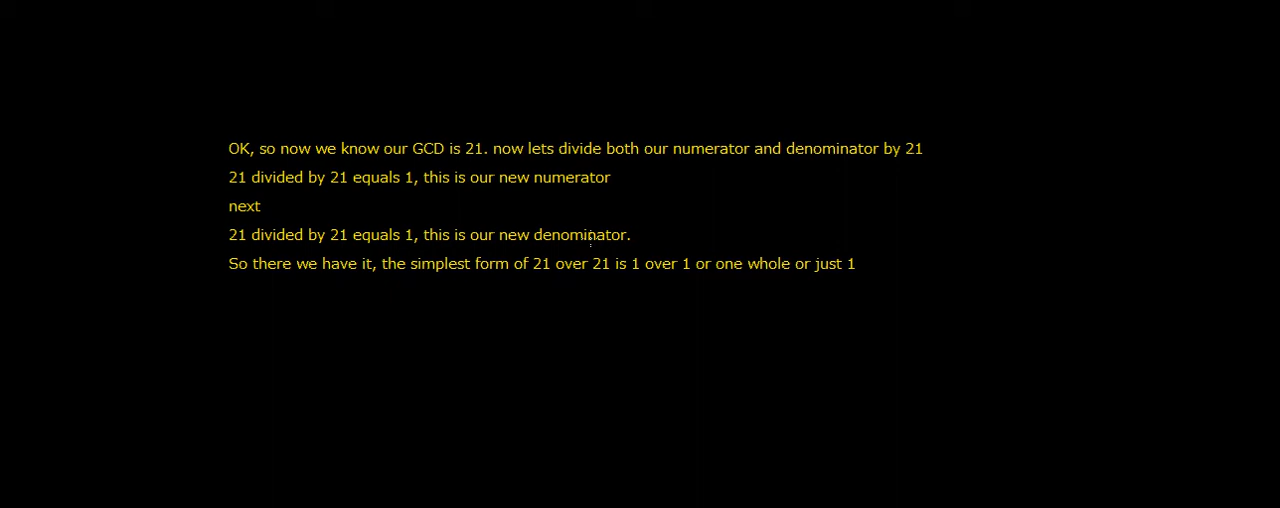 OK, so now we know our GCD is 21. now lets divide both our numerator and denominator by 21
21 divided by 21 equals 1, this is our new numerator
next
21 divided by 21 equals 1, this is our new denominator.
So there we have it, the simplest form of 21 over 21 is 1 over 1 or one whole or just 1